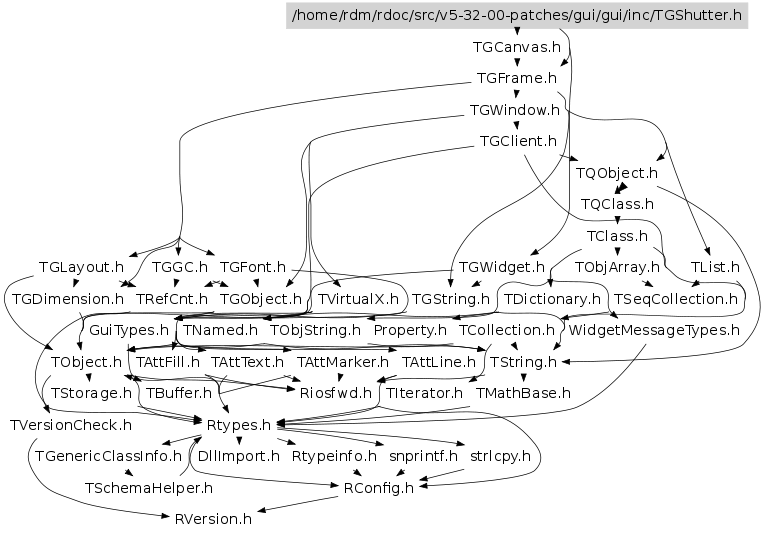 /home/rdm/rdoc/src/v5-32-00-patches/gui/gui/inc/TGShutter.h
TGCanvas.h
TGFrame.h
TGWindow.h
TGClient.h
TQObject.h
TQClass.h
TClass.h
TGLayout.h TGGC.h TGFont.h TGWidget.h TObjArray.h TList.h
TGDimension.h TRefCnt.h TGObject.h TVirtualX.h TGString.h TDictionary.h TSeqCollection.h
GuiTypes.h TNamed.h TObjString.h Property.h TCollection.h WidgetMessageTypes.h
TObject.h TAttFill.h TAttText.h TAttMarker.h TAttLine.h TString.h
TStorage.h TBuffer.h Riosfwd.h TIterator.h TMathBase.h
TVersionCheck.h Rtypes.h
TGenericClassInfo.h DllImport.h Rtypeinfo.h snprintf.h strlcpy.h
TSchemaHelper.h RConfig.h
RVersion.h